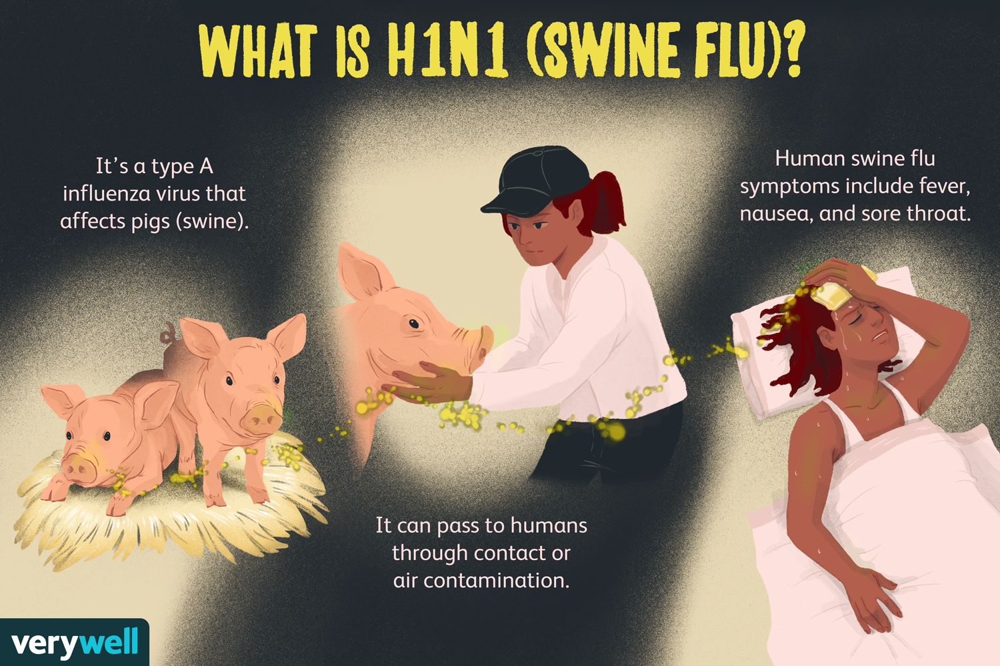 WHAT IS H1N1 (SWINE FLU)?
It's a type A
influenza virus that
affects pigs (swine).
Human swine flu
symptoms include fever,
nausea, and sore throat.
It can pass to humans
through contact or
air contamination.
verywell